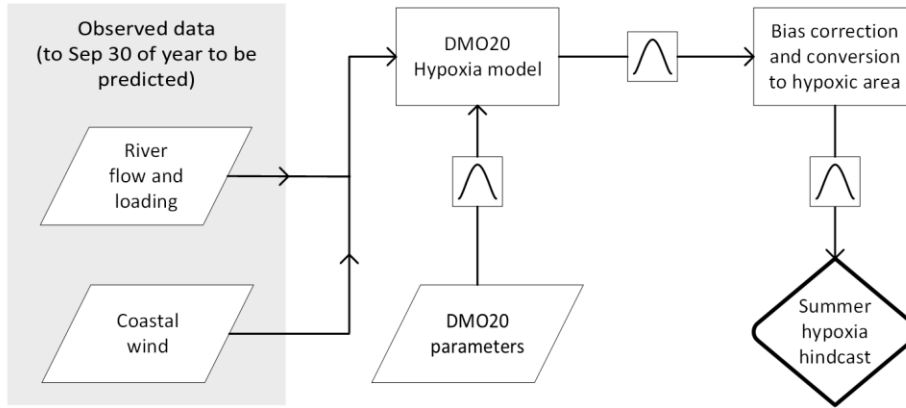 Observed data
(to Sep 30 of year to be
predicted)
River
flow and
loading
Coastal
wind
DMO20
Hypoxia model
DMO20
parameters
Bias correction
and conversion
to hypoxic area
Summer
hypoxia
hindcast